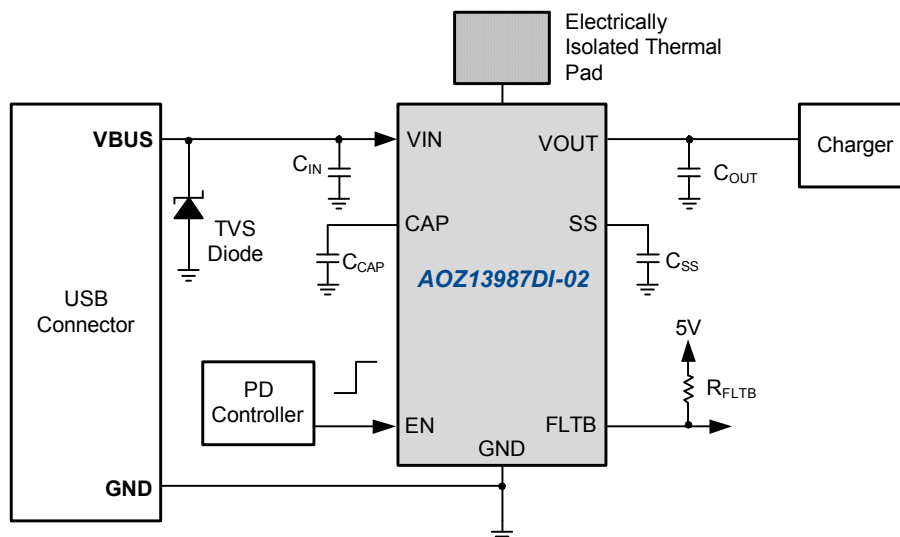 Electrically
Isolated Thermal
Pad
VBUS
VIN
VOUT
Charger
CIN
COUT
TVS
Diode
CAP
SS
CCAP
CSS
AOZ13987DI-02
USB
Connector
5V
PD
Controller
RFLTB
EN
FLTB
GND
GND